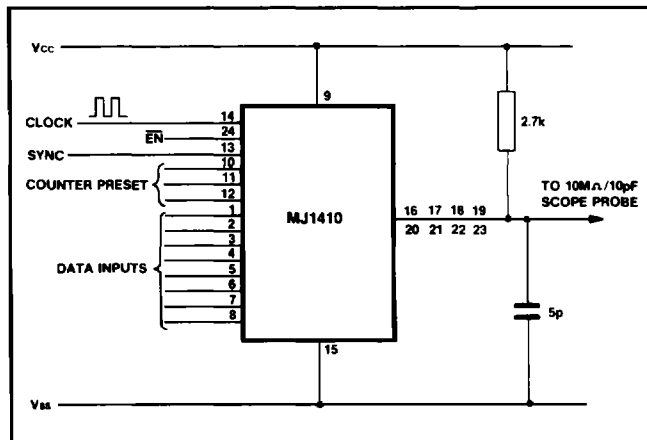 Vcc
9
CLOCK 14
EN 24
SYNC 13
10
COUNTER PRESET 11
12
1
2
3
DATA INPUTS 4
5
6
7
8
MJ1410
15
16 17 18 19
20 21 22 23
2.7k
TO 10MΩ/10pF
SCOPE PROBE
5p
Vss